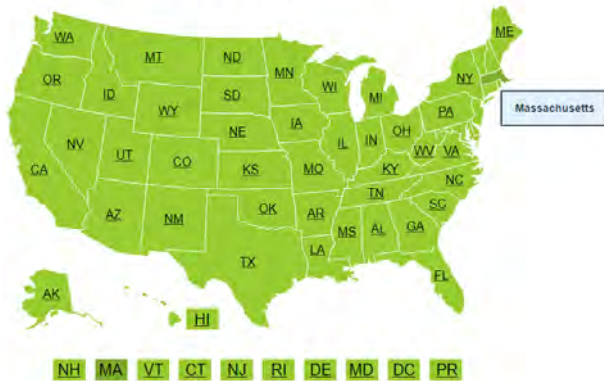 WA
MT
ND
MN
ME
OR
ID
WY
SD
WI
MI
NY
Massachusetts
NV
UT
CO
NE
IA
IL
IN
OH
PA
CA
KS
MO
KY
WV
VA
AZ
NM
OK
AR
TN
NC
TX
LA
MS
AL
GA
SC
FL
AK
HI
NH MA VT CT NJ RI DE MD DC PR